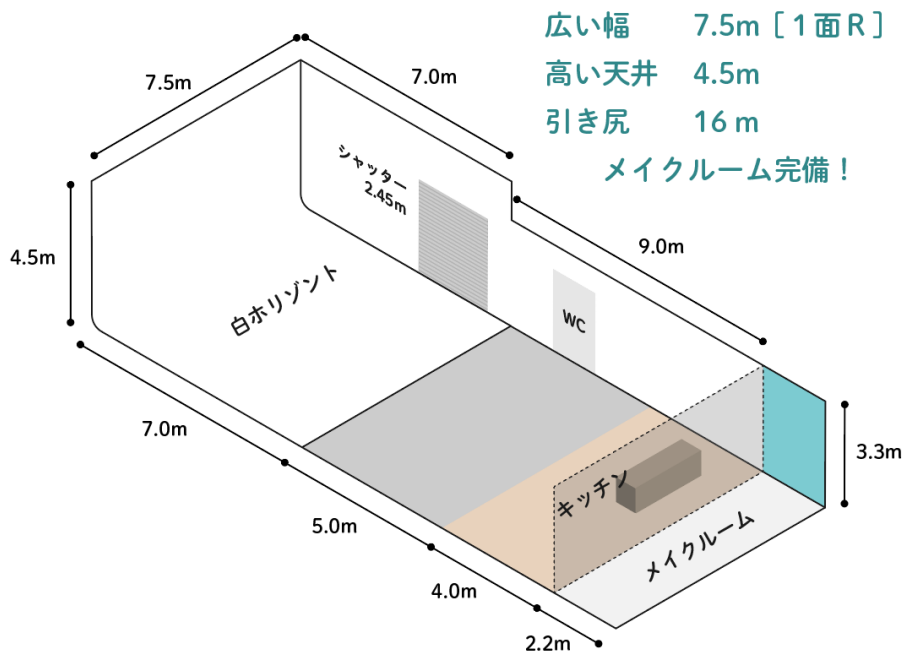 広い幅 7.5m［1面R］
高い天井 4.5m
引き尻 16 m
メイクルーム完備！
7.5m
7.0m
シャッター
2.45m
9.0m
4.5m
白ホリゾント
WC
3.3m
7.0m
キッチン
メイクルーム
5.0m
4.0m
2.2m